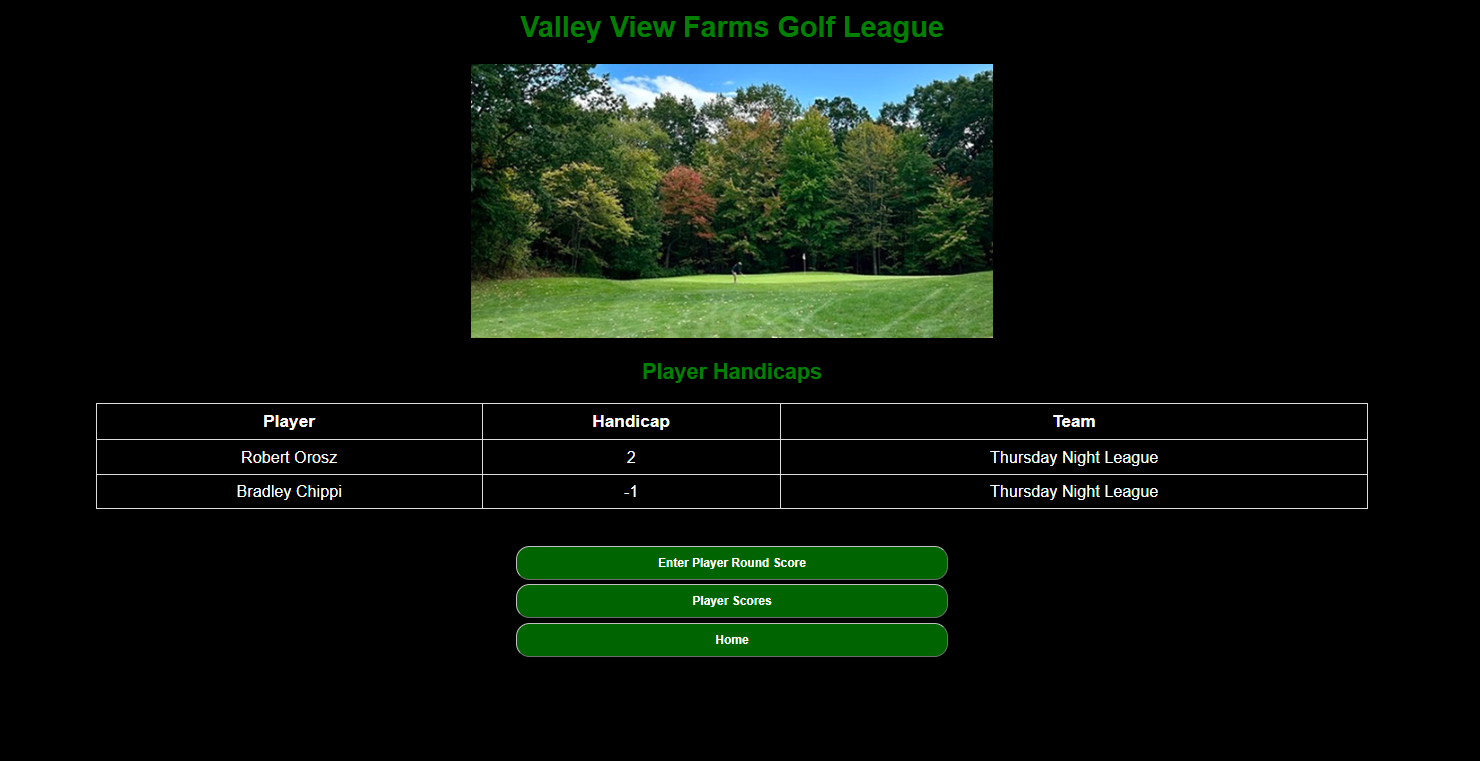 Valley View Farms Golf League
Player Handicaps
Player Handicap Team
Robert Orosz 2 Thursday Night League
Bradley Chippi -1 Thursday Night League
Enter Player Round Score
Player Scores
Home